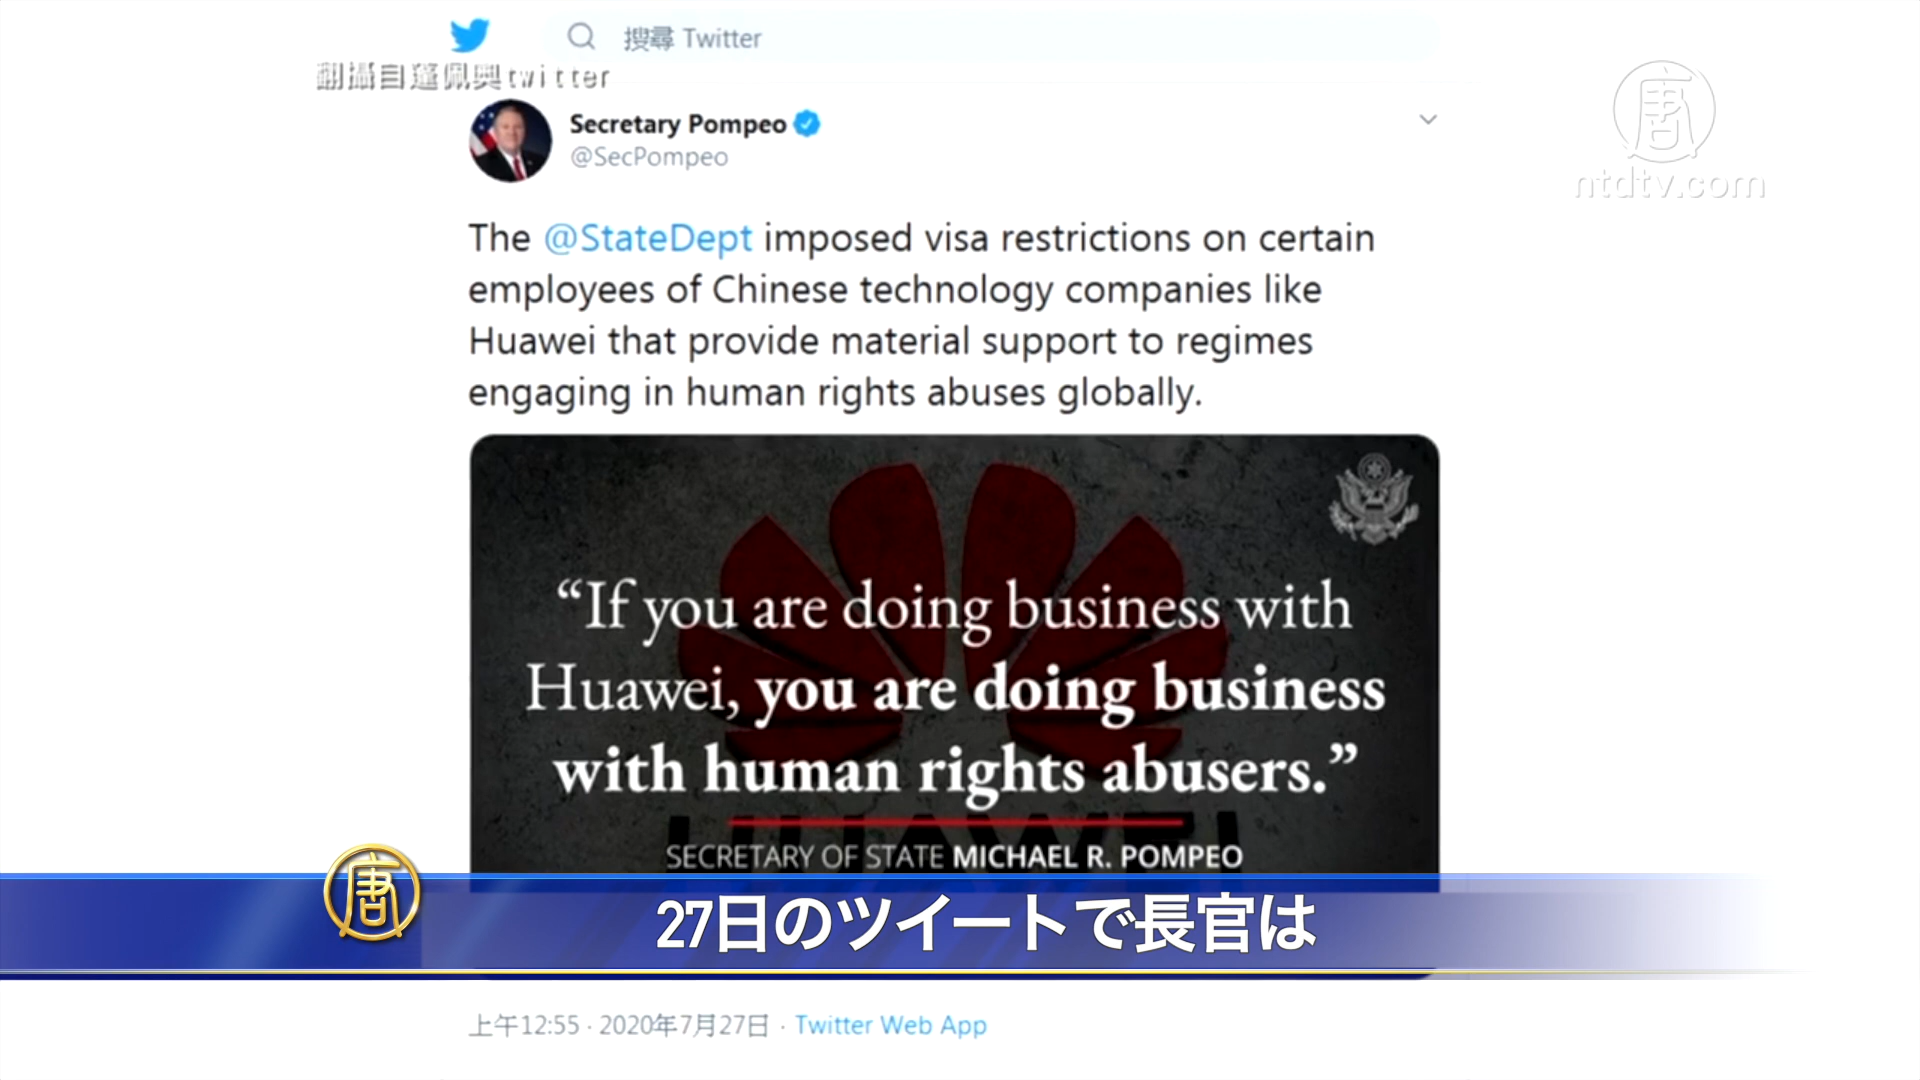 搜尋 Twitter
翻攝自蓬佩奧twitter
唐
ntdtv.com
Secretary Pompeo
@SecPompeo
The @StateDept imposed visa restrictions on certain
employees of Chinese technology companies like
Huawei that provide material support to regimes
engaging in human rights abuses globally.
“If you are doing business with
Huawei, you are doing business
with human rights abusers.”
HUAWEI
SECRETARY OF STATE MICHAEL R. POMPEO
唐
27日のツイートで長官は
上午12:55 · 2020年7月27日 · Twitter Web App